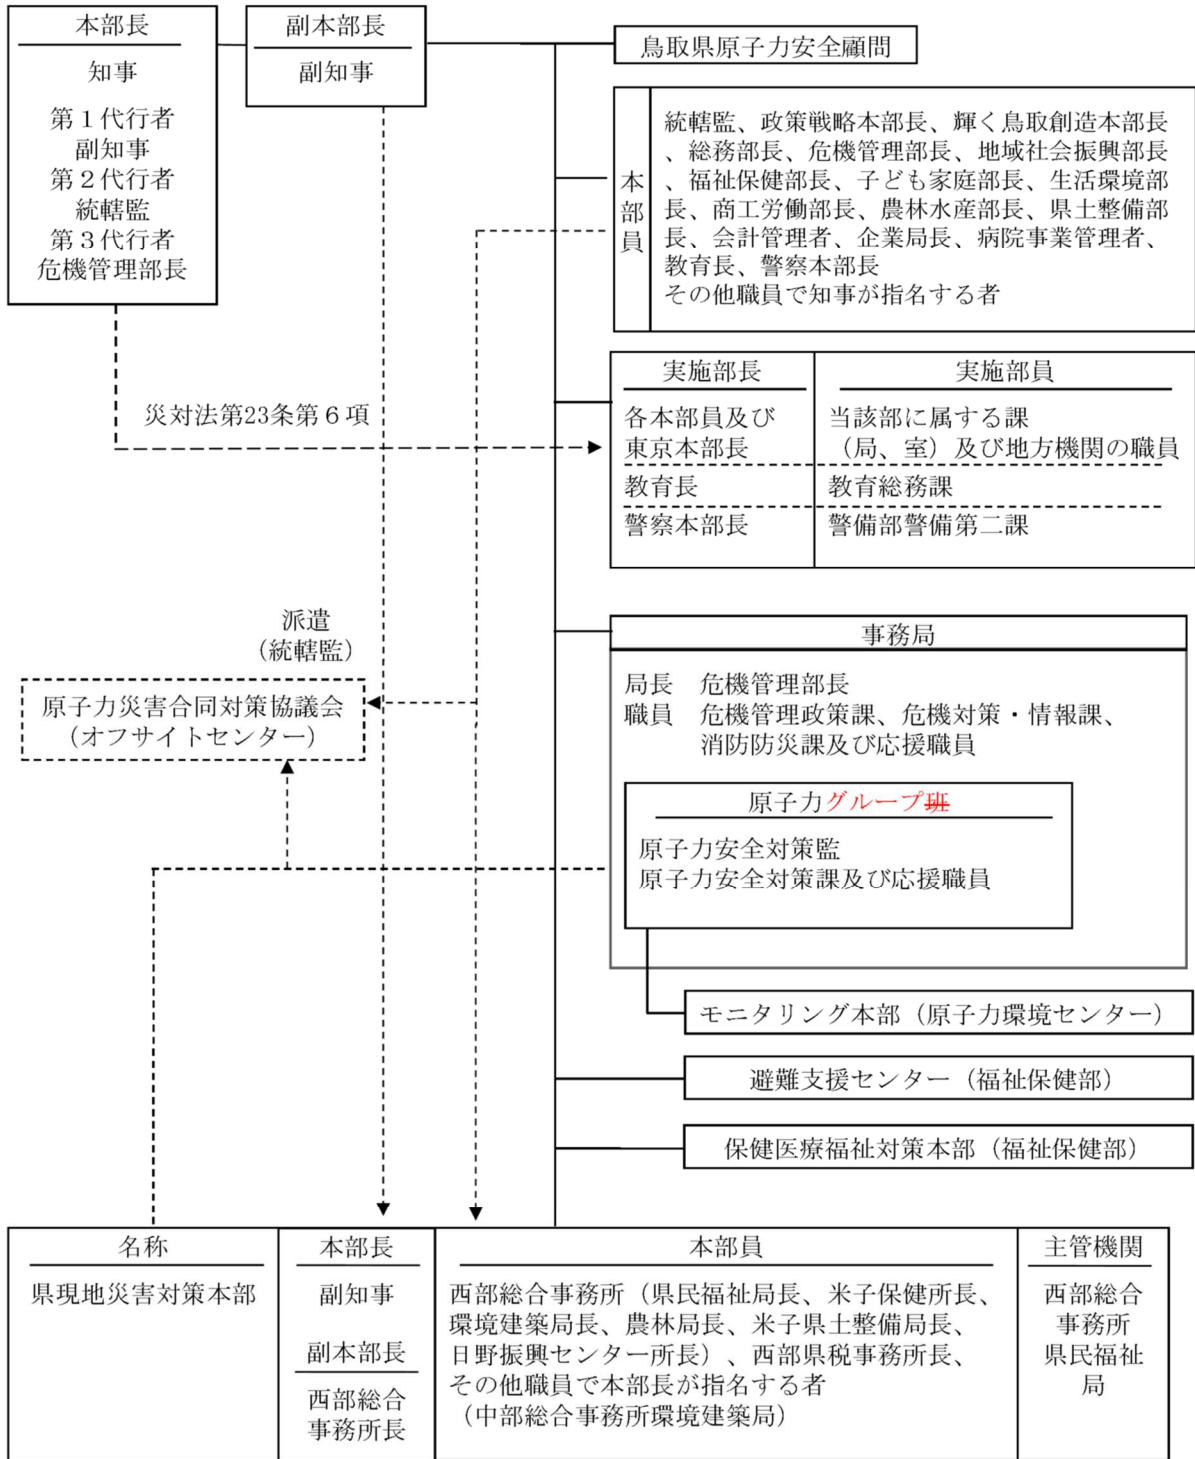 本部長
知事
第１代行者
副知事
第２代行者
統轄監
第３代行者
危機管理部長
副本部長
副知事
鳥取県原子力安全顧問
本部員
統轄監、政策戦略本部長、輝く鳥取創造本部長
、総務部長、危機管理部長、地域社会振興部長
、福祉保健部長、子ども家庭部長、生活環境部
長、商工労働部長、農林水産部長、県土整備部
長、会計管理者、企業局長、病院事業管理者、
教育長、警察本部長
その他職員で知事が指名する者
災対法第23条第６項
実施部長
実施部員
各本部員及び
東京本部長
当該部に属する課
（局、室）及び地方機関の職員
教育長
教育総務課
警察本部長
警備部警備第二課
派遣
（統轄監）
原子力災害合同対策協議会
（オフサイトセンター）
事務局
局長　危機管理部長
職員　危機管理政策課、危機対策・情報課、
消防防災課及び応援職員
原子力グループ班
原子力安全対策監
原子力安全対策課及び応援職員
モニタリング本部（原子力環境センター）
避難支援センター（福祉保健部）
保健医療福祉対策本部（福祉保健部）
名称
県現地災害対策本部
本部長
副知事
副本部長
西部総合
事務所長
本部員
西部総合事務所（県民福祉局長、米子保健所長、
環境建築局長、農林局長、米子県土整備局長、
日野振興センター所長）、西部県税事務所長、
その他職員で本部長が指名する者
（中部総合事務所環境建築局）
主管機関
西部総合
事務所
県民福祉
局